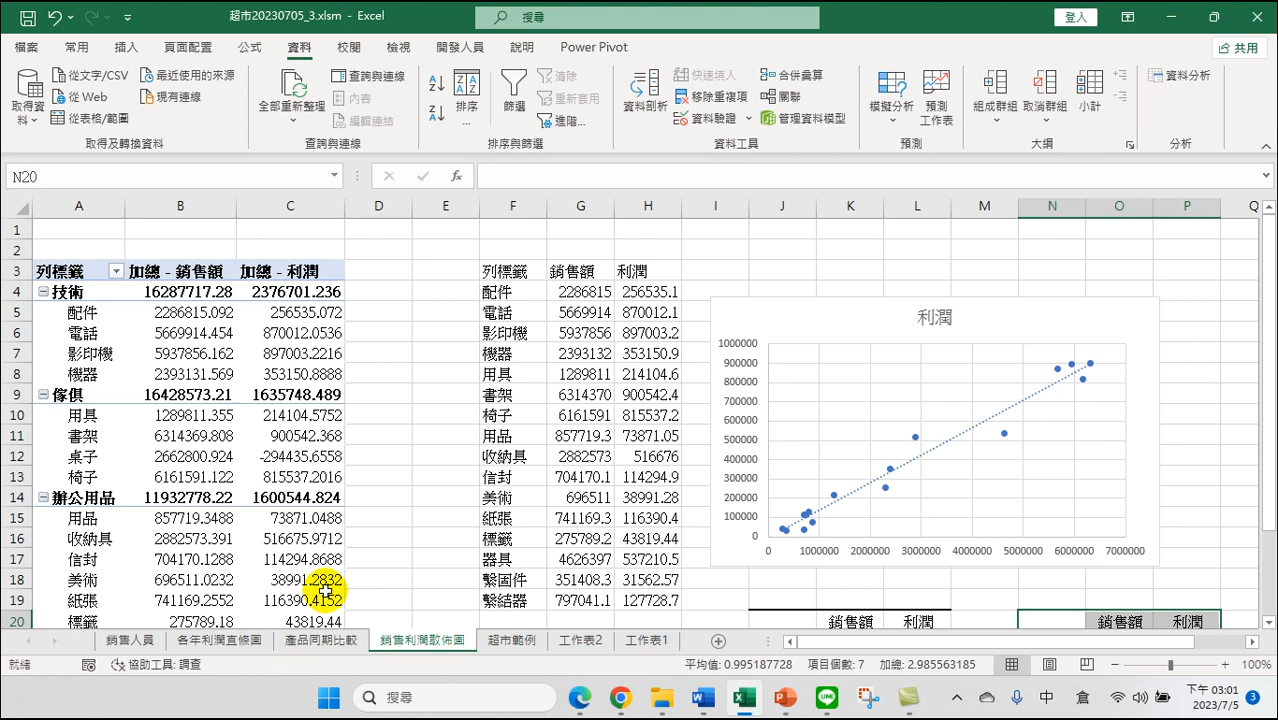 超市20230705_3.xlsm - Excel
搜尋
登入
檔案 常用 插入 頁面配置 公式 資料 校閱 檢視 開發人員 說明 Power Pivot
共用
取得資料
從文字/CSV
從 Web
從表格/範圍
最近使用的來源
現有連線
取得及轉換資料
全部重新整理
查詢與連線
內容
編輯連結
查詢與連線
排序
...
篩選
清除
重新套用
進階...
排序與篩選
資料剖析
快速填入
移除重複項
資料驗證
合併彙算
關聯
管理資料模型
資料工具
模擬分析
預測工作表
預測
組成群組
取消群組
小計
大綱
資料分析
分析
N20
fx
A B C D E F G H I J K L M N O P Q
1
2
3 列標籤 加總 - 銷售額 加總 - 利潤 列標籤 銷售額 利潤
4 技術 16287717.28 2376701.236 配件 2286815 256535.1
5 配件 2286815.092 256535.072 電話 5669914 870012.1
6 電話 5669914.454 870012.0536 影印機 5937856 897003.2
7 影印機 5937856.162 897003.2216 機器 2393132 353150.9
8 機器 2393131.569 353150.8888 用具 1289811 214104.6
9 傢俱 16428573.21 1635748.489 書架 6314370 900542.4
10 用具 1289811.355 214104.5752 椅子 6161591 815537.2
11 書架 6314369.808 900542.368 用品 857719.3 73871.05
12 桌子 2662800.924 -294435.6558 收納具 2882573 516676
13 椅子 6161591.122 815537.2016 信封 704170.1 114294.9
14 辦公用品 11932778.22 1600544.824 美術 696511 38991.28
15 用品 857719.3488 73871.0488 紙張 741169.3 116390.4
16 收納具 2882573.391 516675.9712 標籤 275789.2 43819.44
17 信封 704170.1288 114294.8688 器具 4626397 537210.5
18 美術 696511.0232 38991.2832 繫固件 351408.3 31562.57
19 紙張 741169.2552 116390.4152 繫結器 797041.1 127728.7
20 標籤 275789.18 43819.44 銷售額 利潤 銷售額 利潤
利潤
1000000
900000
800000
700000
600000
500000
400000
300000
200000
100000
0
0 1000000 2000000 3000000 4000000 5000000 6000000 7000000
銷售人員 各年利潤直條圖 產品同期比較 銷售利潤散佈圖 超市範例 工作表2 工作表1
就緒 協助工具: 調查 平均值: 0.995187728 項目個數: 7 加總: 2.985563185 100%
搜尋
中 倉
下午 03:01
2023/7/5
3